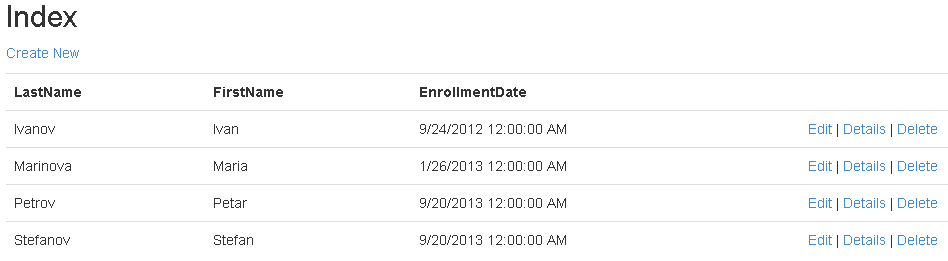 Index
Create New
LastName FirstName EnrollmentDate
Ivanov Ivan 9/24/2012 12:00:00 AM Edit | Details | Delete
Marinova Maria 1/26/2013 12:00:00 AM Edit | Details | Delete
Petrov Petar 9/20/2013 12:00:00 AM Edit | Details | Delete
Stefanov Stefan 9/20/2013 12:00:00 AM Edit | Details | Delete